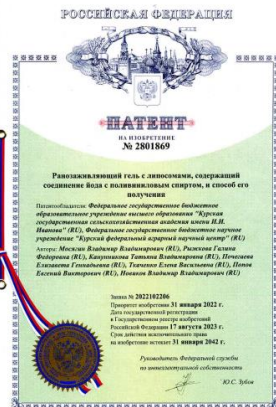 РОССИЙСКАЯ ФЕДЕРАЦИЯ
ПАТЕНТ
НА ИЗОБРЕТЕНИЕ
№ 2801869
Ранозаживляющий гель с липосомами, содержащий
соединение йода с поливиниловым спиртом, и способ его
получения
Патентообладатели: Федеральное государственное бюджетное
образовательное учреждение высшего образования "Курская
государственная сельскохозяйственная академия имени И.И.
Иванова" (RU), Федеральное государственное бюджетное научное
учреждение "Курский федеральный аграрный научный центр" (RU)
Авторы: Мосягин Владимир Владимирович (RU), Рыжкова Галина
Федоровна (RU), Канунникова Татьяна Владимировна (RU),
Елизавета Геннадьевна (RU), Ткаченко Елена Васильевна (RU), Попов
Евгений Викторович (RU), Новиков Владимир Владимирович (RU)
Заявка № 2022102206
Приоритет изобретения 31 января 2022 г.
Дата государственной регистрации
в Государственном реестре изобретений
Российской Федерации 17 августа 2023 г.
Срок действия исключительного права
на изобретение истекает 31 января 2042 г.
Руководитель Федеральной службы
по интеллектуальной собственности
Ю.С. Зубов